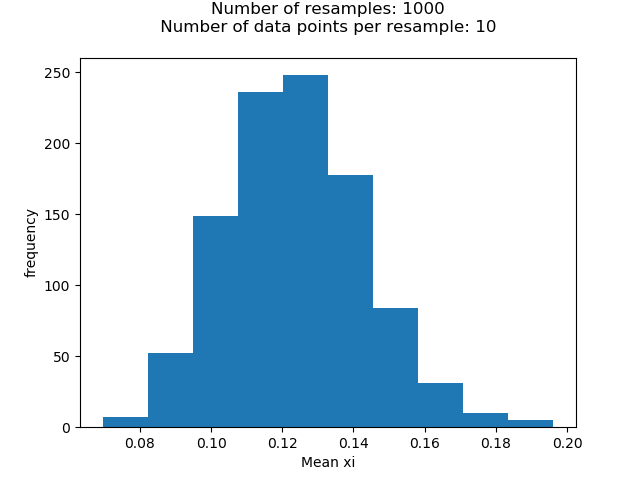 Number of resamples: 1000
Number of data points per resample: 10
250
200
150
100
50
0
frequency
0.08 0.10 0.12 0.14 0.16 0.18 0.20
Mean xi